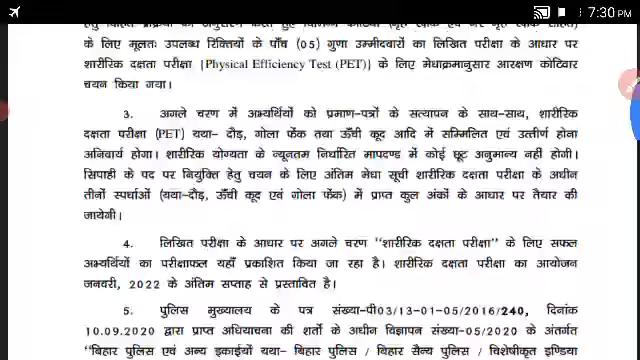 7:30 PM
के लिए मूलतः उपलब्ध रिक्तियों के पाँच (05) गुणा उम्मीदवारों का लिखित परीक्षा के आधार पर
शारीरिक दक्षता परीक्षा [Physical Efficiency Test (PET)] के लिए मेधाक्रमानुसार आरक्षण कोटिवार
चयन किया गया।
3. अगले चरण में अभ्यर्थियों को प्रमाण-पत्रों के सत्यापन के साथ-साथ, शारीरिक
दक्षता परीक्षा (PET) यथा- दौड़, गोला फेंक तथा ऊँची कूद आदि में सम्मिलित एवं उत्तीर्ण होना
अनिवार्य होगा। शारीरिक योग्यता के न्यूनतम निर्धारित मापदण्ड में कोई छूट अनुमान्य नहीं होगी।
सिपाही के पद पर नियुक्ति हेतु चयन के लिए अंतिम मेधा सूची शारीरिक दक्षता परीक्षा के अधीन
तीनों स्पर्धाओं (यथा-दौड़, ऊँची कूद एवं गोला फेंक) में प्राप्त कुल अंकों के आधार पर तैयार की
जायेगी।
4. लिखित परीक्षा के आधार पर अगले चरण "शारीरिक दक्षता परीक्षा" के लिए सफल
अभ्यर्थियों का परीक्षाफल यहाँ प्रकाशित किया जा रहा है। शारीरिक दक्षता परीक्षा का आयोजन
जनवरी, 2022 के अंतिम सप्ताह से प्रस्तावित है।
5. पुलिस मुख्यालय के पत्र संख्या-पी03/13-01-05/2016/240, दिनांक
10.09.2020 द्वारा प्राप्त अधियाचना की शर्तो के अधीन विज्ञापन संख्या-05/2020 के अंतर्गत
"बिहार पुलिस एवं अन्य इकाईयों यथा- बिहार पुलिस / बिहार सैन्य पुलिस / विशेषीकृत इण्डिया